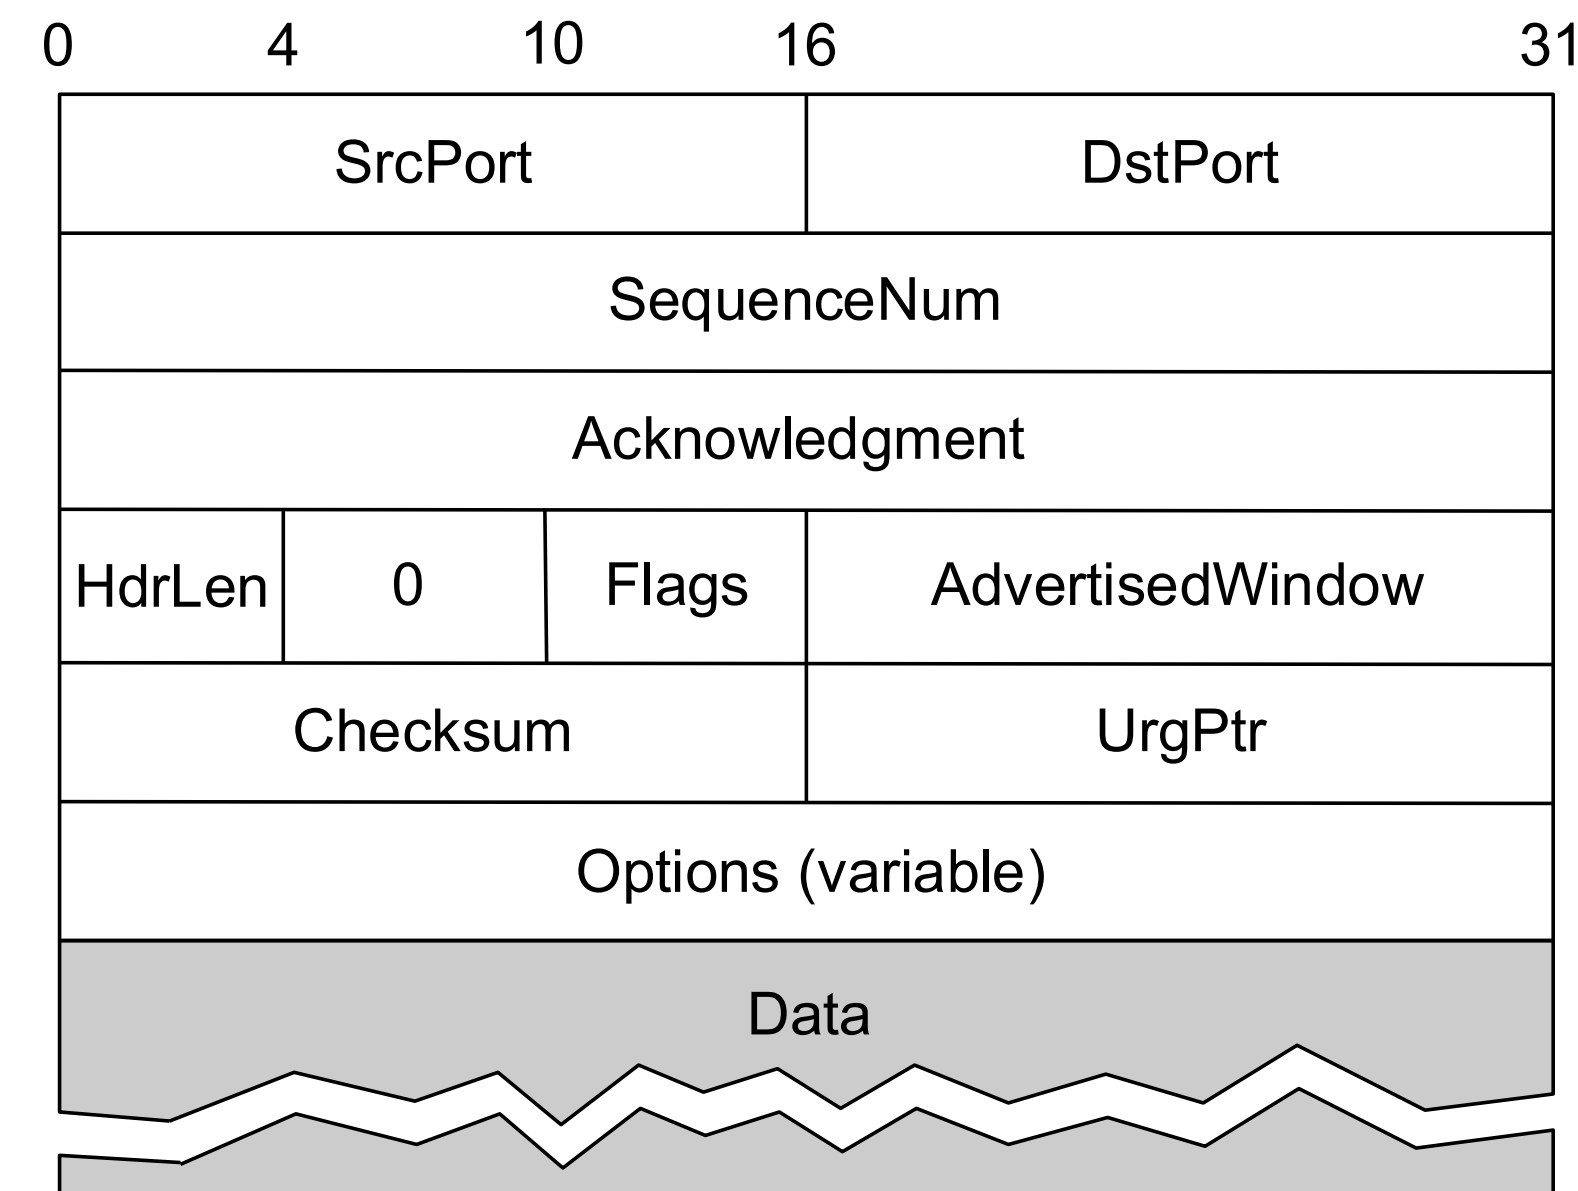 0 4 10 16 31
SrcPort DstPort
SequenceNum
Acknowledgment
HdrLen 0 Flags AdvertisedWindow
Checksum UrgPtr
Options (variable)
Data